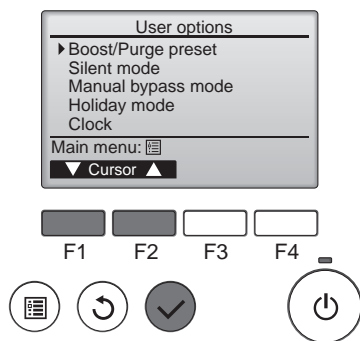 User options
Boost/Purge preset
Silent mode
Manual bypass mode
Holiday mode
Clock
Main menu:
▼ Cursor ▲
F1 F2 F3 F4